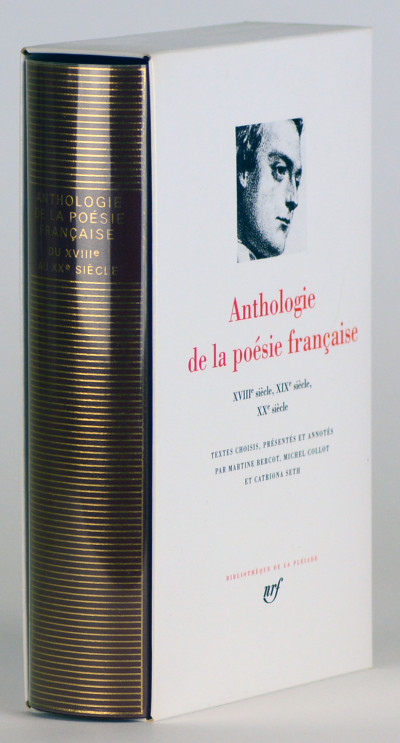 ANTHOLOGIE
DE LA POÉSIE
FRANÇAISE
DU XVIIIe
AU XXe SIÈCLE
Anthologie
de la poésie française
XVIIIe siècle, XIXe siècle,
XXe siècle
TEXTES CHOISIS, PRÉSENTÉS ET ANNOTÉS
PAR MARTINE BERCOT, MICHEL COLLOT
ET CATRIONA SETH
BIBLIOTHÈQUE DE LA PLÉIADE
nrf